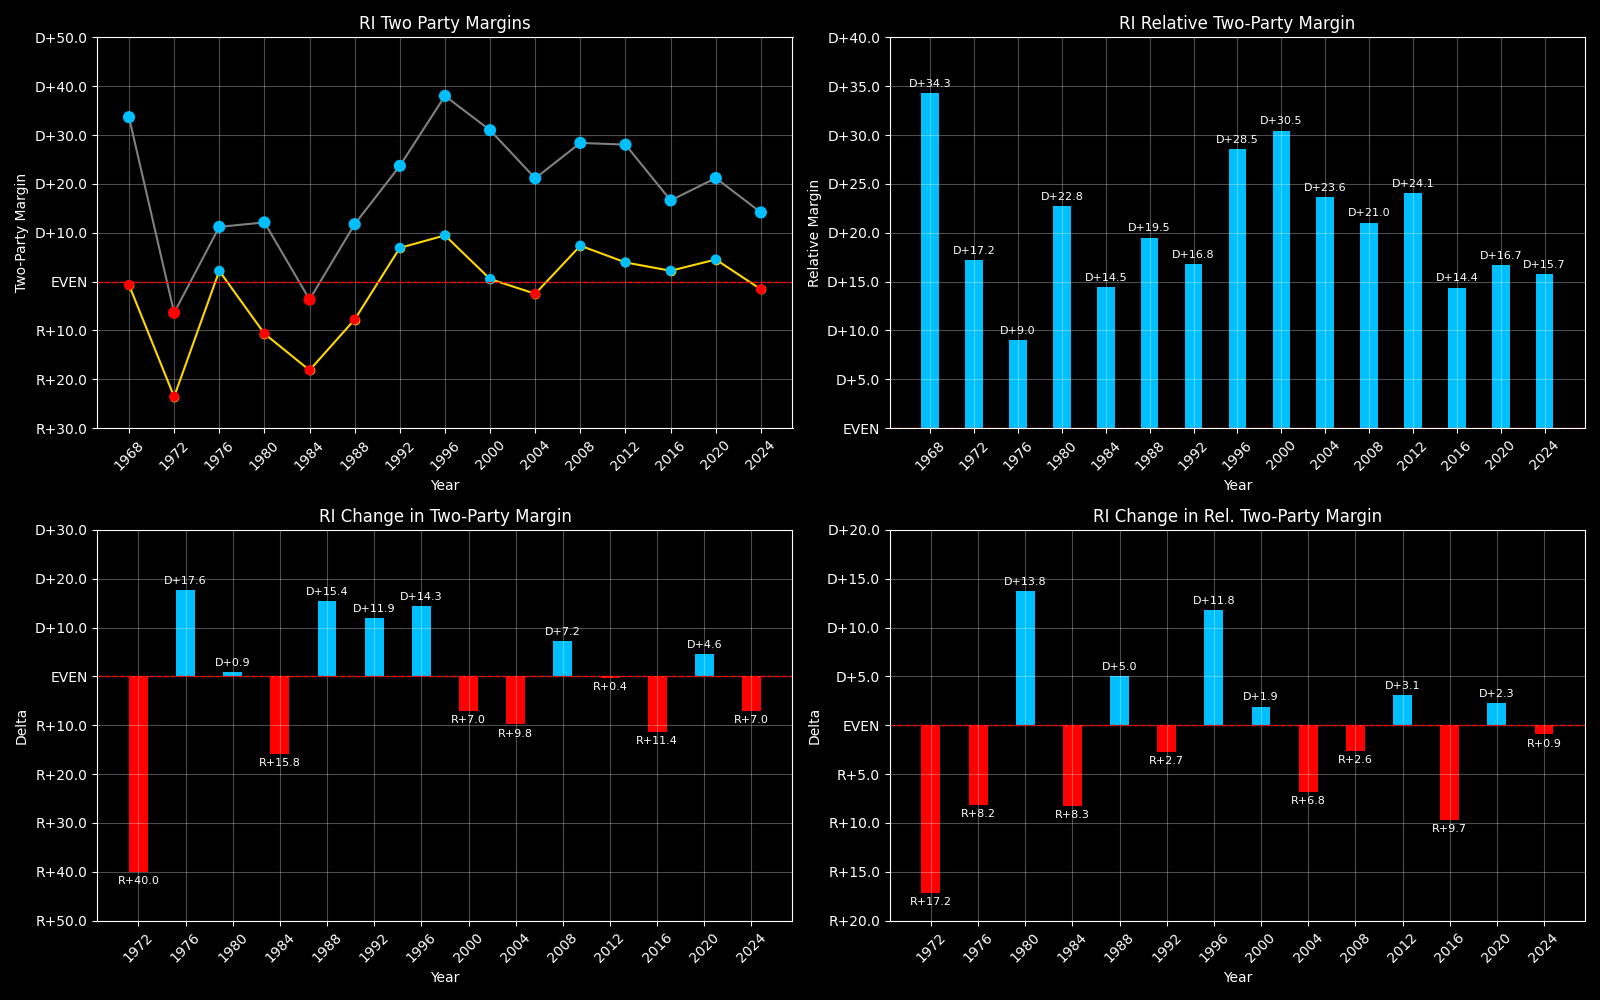 RI Two Party Margins
Two-Party Margin
D+50.0
D+40.0
D+30.0
D+20.0
D+10.0
EVEN
R+10.0
R+20.0
R+30.0
1968
1972
1976
1980
1984
1988
1992
1996
2000
2004
2008
2012
2016
2020
2024
Year
RI Relative Two-Party Margin
Relative Margin
D+40.0
D+35.0
D+30.0
D+25.0
D+20.0
D+15.0
D+10.0
D+5.0
EVEN
D+34.3
D+17.2
D+9.0
D+22.8
D+14.5
D+19.5
D+16.8
D+28.5
D+30.5
D+23.6
D+21.0
D+24.1
D+14.4
D+16.7
D+15.7
1968
1972
1976
1980
1984
1988
1992
1996
2000
2004
2008
2012
2016
2020
2024
Year
RI Change in Two-Party Margin
Delta
D+30.0
D+20.0
D+10.0
EVEN
R+10.0
R+20.0
R+30.0
R+40.0
R+50.0
R+40.0
D+17.6
D+0.9
R+15.8
D+15.4
D+11.9
D+14.3
R+7.0
R+9.8
D+7.2
R+0.4
R+11.4
D+4.6
R+7.0
1972
1976
1980
1984
1988
1992
1996
2000
2004
2008
2012
2016
2020
2024
Year
RI Change in Rel. Two-Party Margin
Delta
D+20.0
D+15.0
D+10.0
D+5.0
EVEN
R+5.0
R+10.0
R+15.0
R+20.0
R+17.2
R+8.2
D+13.8
R+8.3
D+5.0
R+2.7
D+11.8
D+1.9
R+6.8
R+2.6
D+3.1
R+9.7
D+2.3
R+0.9
1972
1976
1980
1984
1988
1992
1996
2000
2004
2008
2012
2016
2020
2024
Year